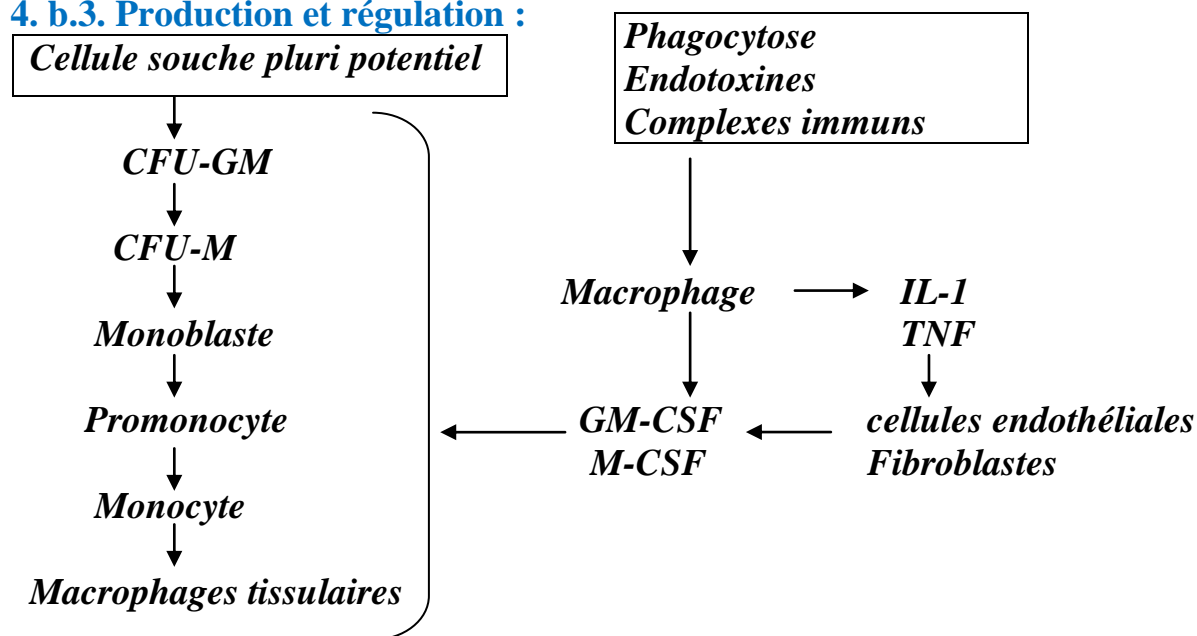 4. b.3. Production et régulation :
Cellule souche pluri potentiel
CFU-GM
CFU-M
Monoblaste
Promonocyte
Monocyte
Macrophages tissulaires
Phagocytose
Endotoxines
Complexes immuns
Macrophage
IL-1
TNF
GM-CSF
M-CSF
cellules endothéliales
Fibroblastes